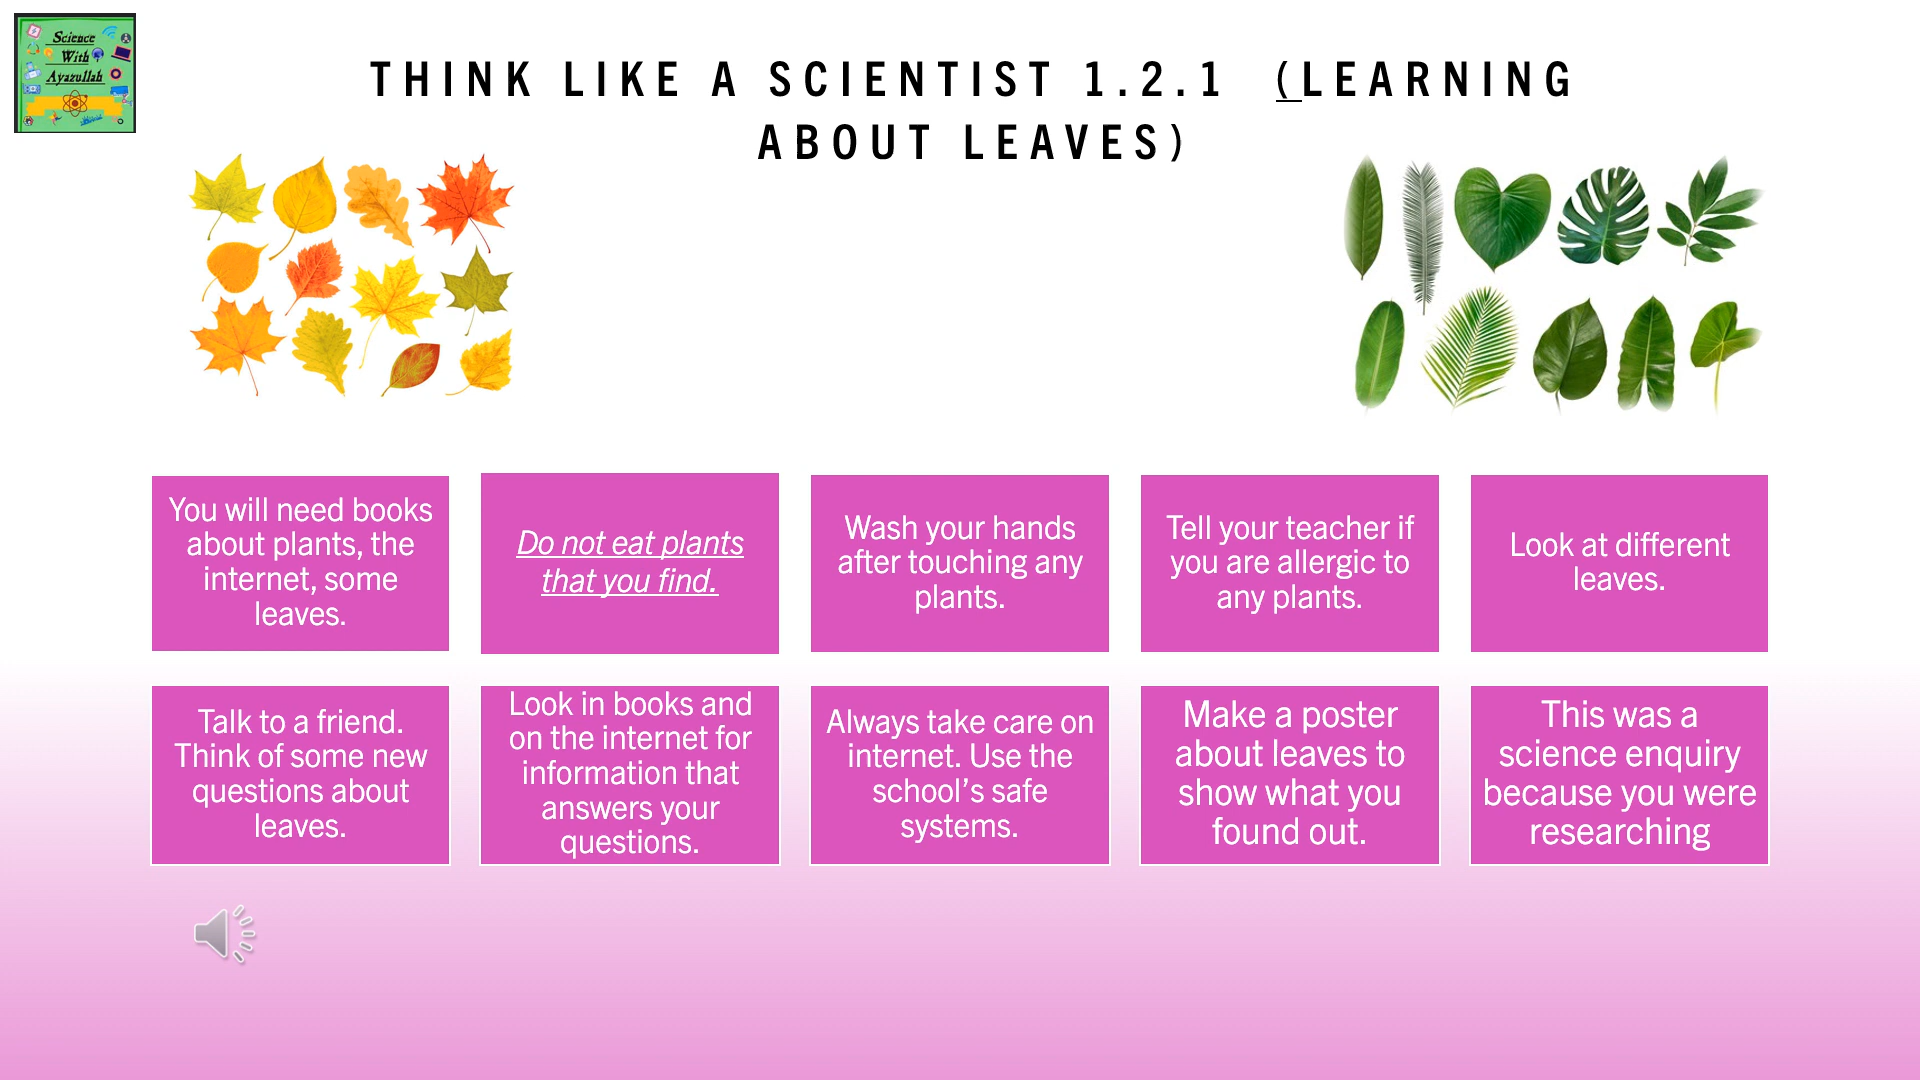 Science
With
Ayazullah
THINK LIKE A SCIENTIST 1.2.1 (LEARNING
ABOUT LEAVES)
You will need books
about plants, the
internet, some
leaves.
Do not eat plants
that you find.
Wash your hands
after touching any
plants.
Tell your teacher if
you are allergic to
any plants.
Look at different
leaves.
Talk to a friend.
Think of some new
questions about
leaves.
Look in books and
on the internet for
information that
answers your
questions.
Always take care on
internet. Use the
school’s safe
systems.
Make a poster
about leaves to
show what you
found out.
This was a
science enquiry
because you were
researching